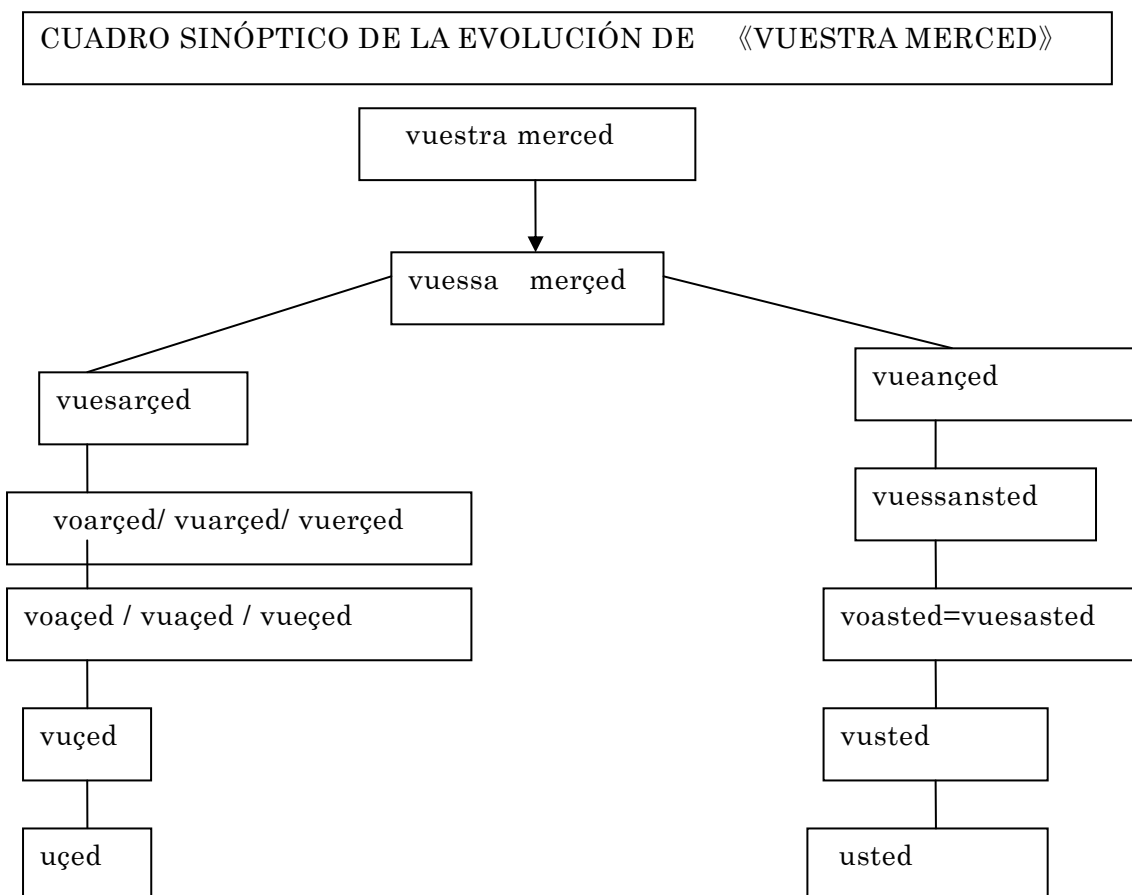 CUADRO SINÓPTICO DE LA EVOLUCIÓN DE 《VUESTRA MERCED》
vuestra merced
vuessa merçed
vuesarçed
voarçed/ vuarçed/ vuerçed
voaçed / vuaçed / vueçed
vuçed
uçed
vueançed
vuessansted
voasted=vuesasted
vusted
usted